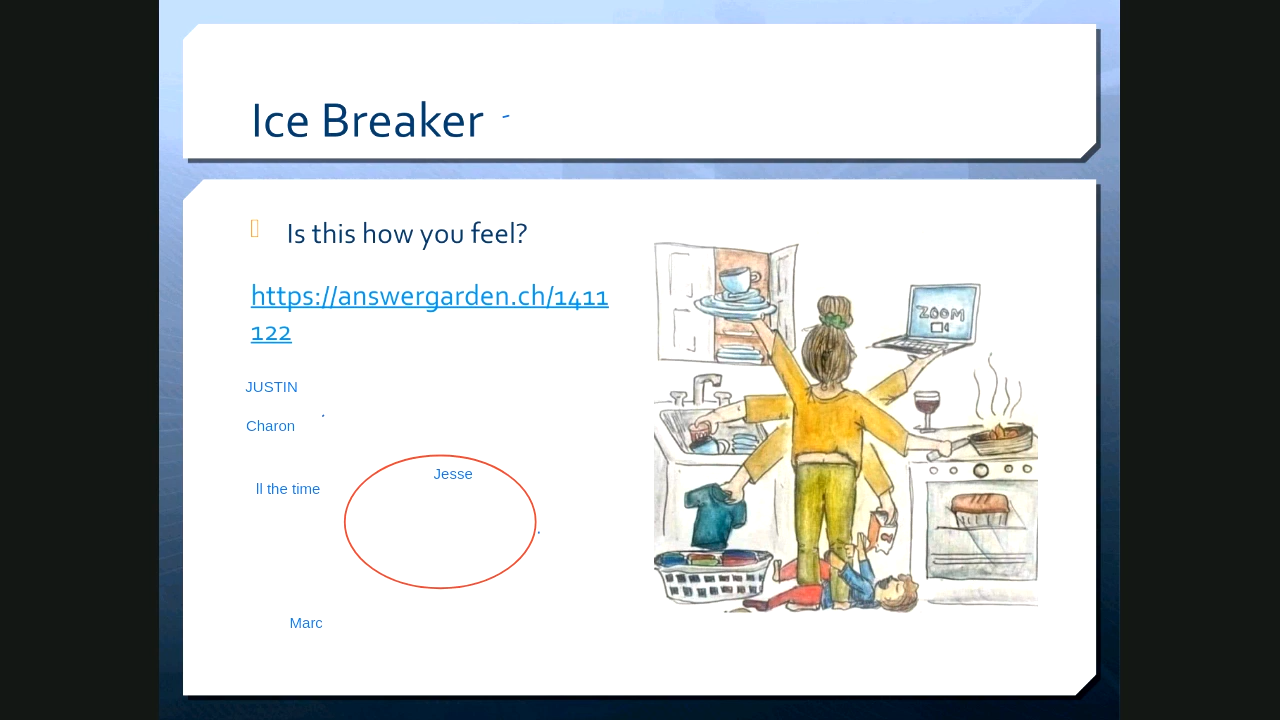 Ice Breaker
Is this how you feel?
https://answergarden.ch/1411
122
JUSTIN
Charon
Jesse
ll the time
Marc
ZOOM